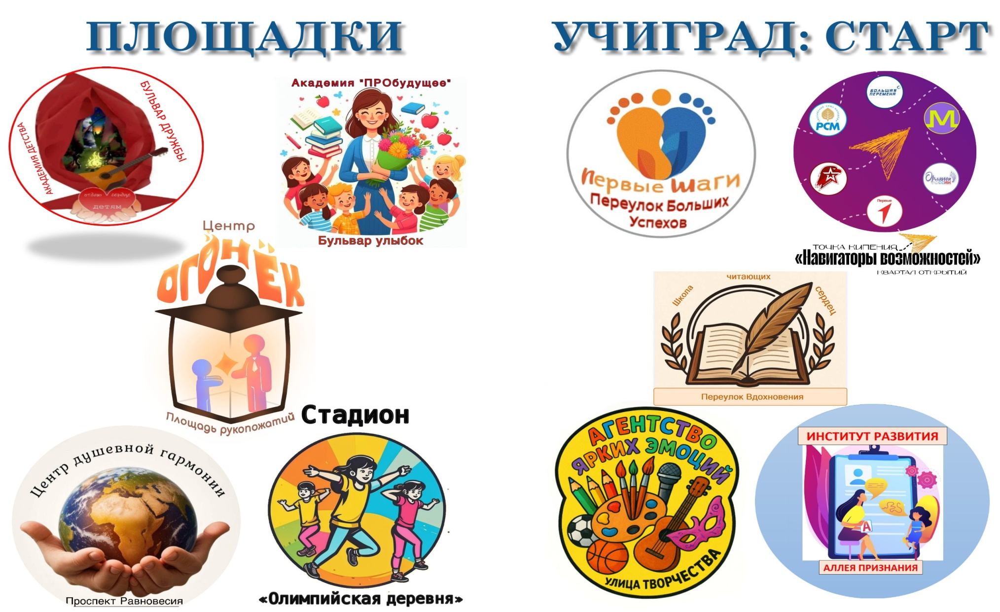 ПЛОЩАДКИ
УЧИГРАД: СТАРТ
АКАДЕМИЯ ДЕТСТВА
БУЛЬВАР ДРУЖБЫ
отдаю сердце
детям
Академия "ПРОбудущее"
Бульвар улыбок
Центр
ОГОНЁК
Площадь рукопожатий
Центр душевной гармонии
Проспект Равновесия
Стадион
«Олимпийская деревня»
Первые шаги
Переулок Больших
Успехов
БОЛЬШАЯ
ПЕРЕМЕНА
РОССИЙСКИЙ СОЮЗ МОЛОДЕЖИ
РСМ
М
Орлята
РОССИИ
Первые
ТОЧКА КИПЕНИЯ
«Навигаторы возможностей»
КВАРТАЛ ОТКРЫТИЙ
Школа
читающих
сердец
Переулок Вдохновения
АГЕНТСТВО
ЯРКИХ ЭМОЦИЙ
УЛИЦА ТВОРЧЕСТВА
ИНСТИТУТ РАЗВИТИЯ
A
АЛЛЕЯ ПРИЗНАНИЯ